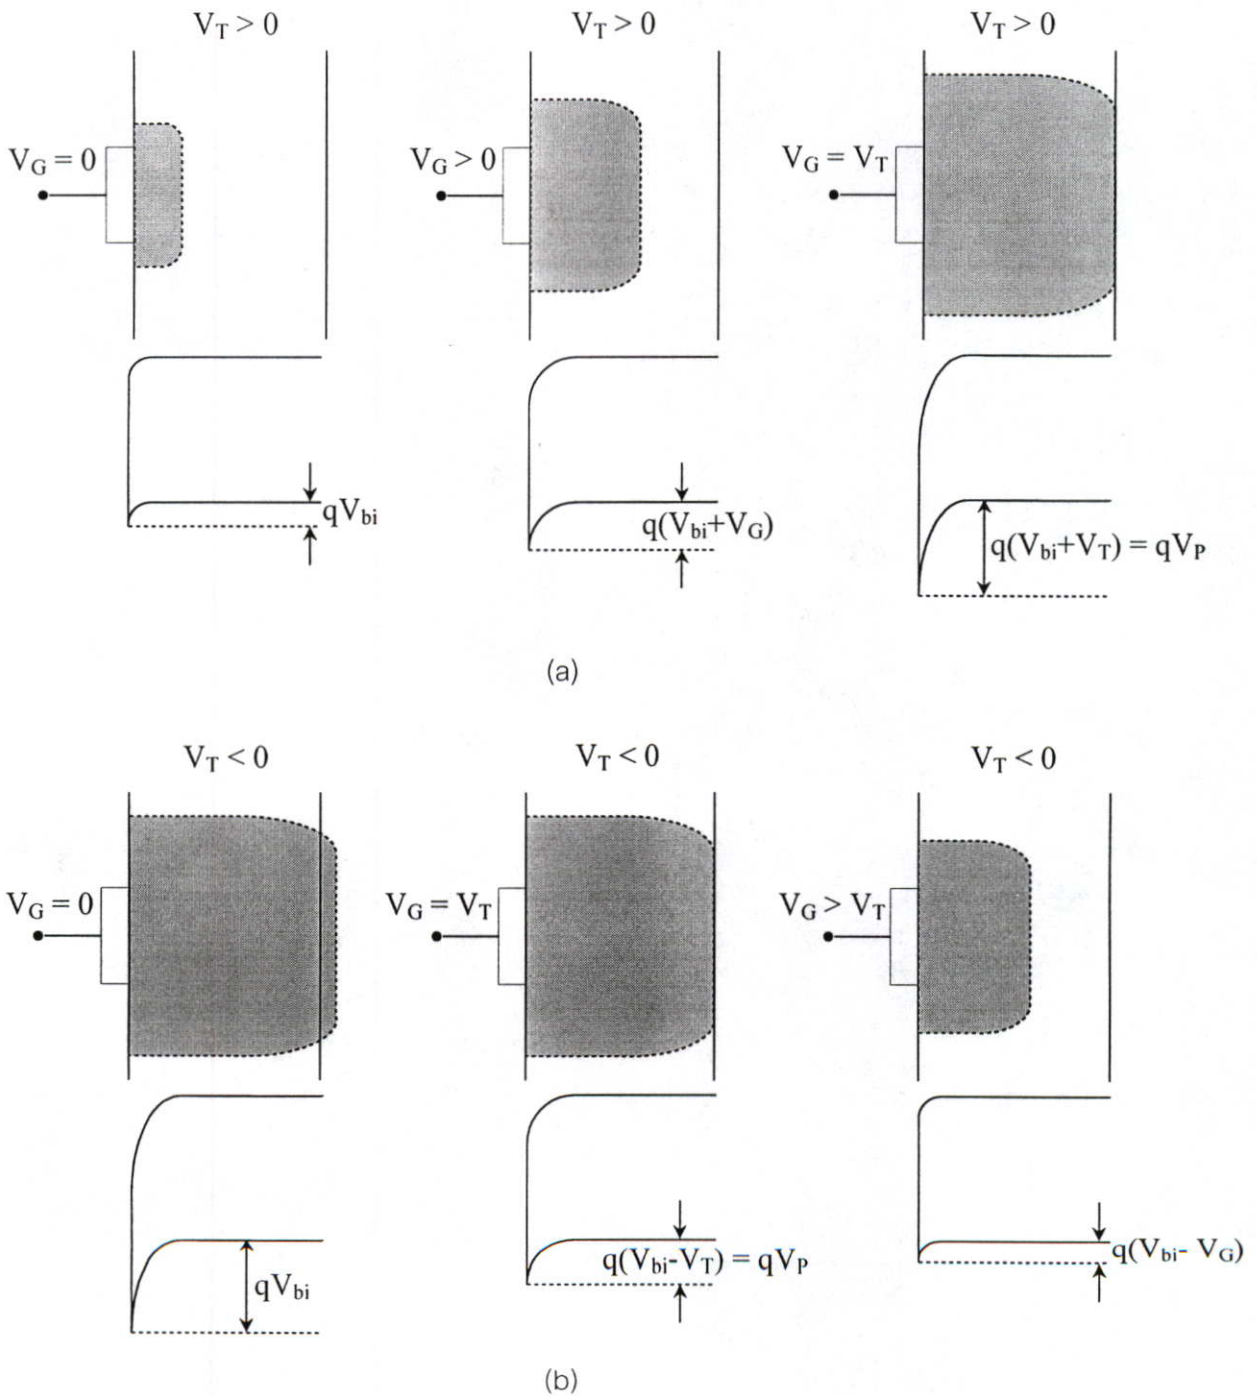 V_T > 0
V_T > 0
V_T > 0
V_G = 0
V_G > 0
V_G = V_T
qV_bi
q(V_bi+V_G)
q(V_bi+V_T) = qV_P
(a)
V_T < 0
V_T < 0
V_T < 0
V_G = 0
V_G = V_T
V_G > V_T
qV_bi
q(V_bi-V_T) = qV_P
q(V_bi- V_G)
(b)